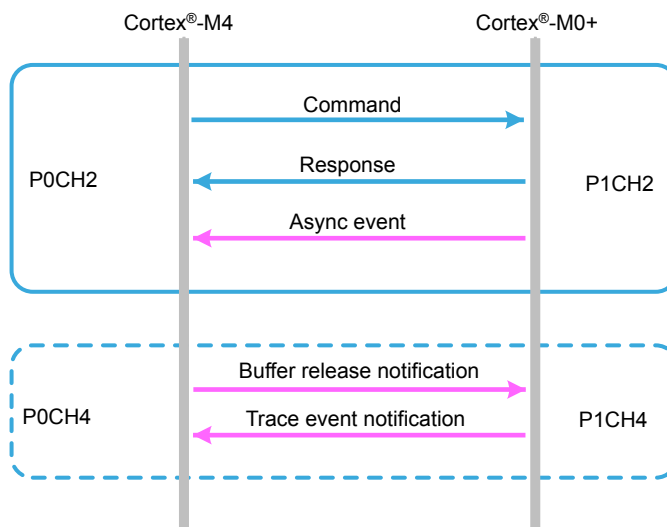 Cortex®-M4
Cortex®-M0+
Command
Response
P0CH2
P1CH2
Async event
Buffer release notification
P0CH4
Trace event notification
P1CH4